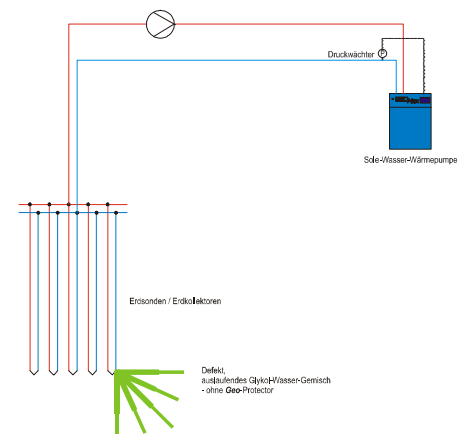 Druckwächter
P
Sole-Wasser-Wärmepumpe
Erdsonden / Erdkollektoren
Defekt,
auslaufendes Glykol-Wasser-Gemisch
- ohne Geo-Protector